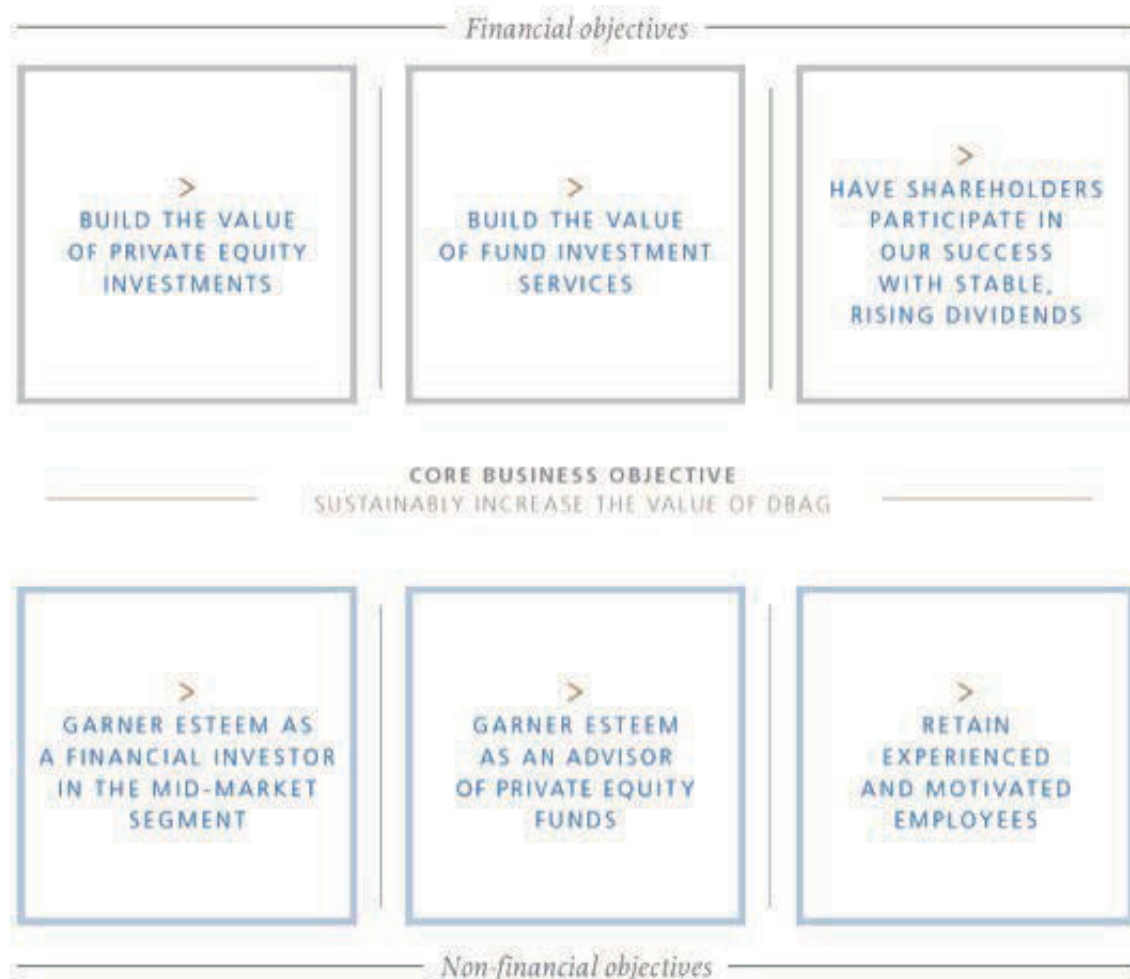 Financial objectives
>
BUILD THE VALUE
OF PRIVATE EQUITY
INVESTMENTS
>
BUILD THE VALUE
OF FUND INVESTMENT
SERVICES
>
HAVE SHAREHOLDERS
PARTICIPATE IN
OUR SUCCESS
WITH STABLE,
RISING DIVIDENDS
CORE BUSINESS OBJECTIVE
SUSTAINABLY INCREASE THE VALUE OF DBAG
>
GARNER ESTEEM AS
A FINANCIAL INVESTOR
IN THE MID-MARKET
SEGMENT
>
GARNER ESTEEM
AS AN ADVISOR
OF PRIVATE EQUITY
FUNDS
>
RETAIN
EXPERIENCED
AND MOTIVATED
EMPLOYEES
Non-financial objectives